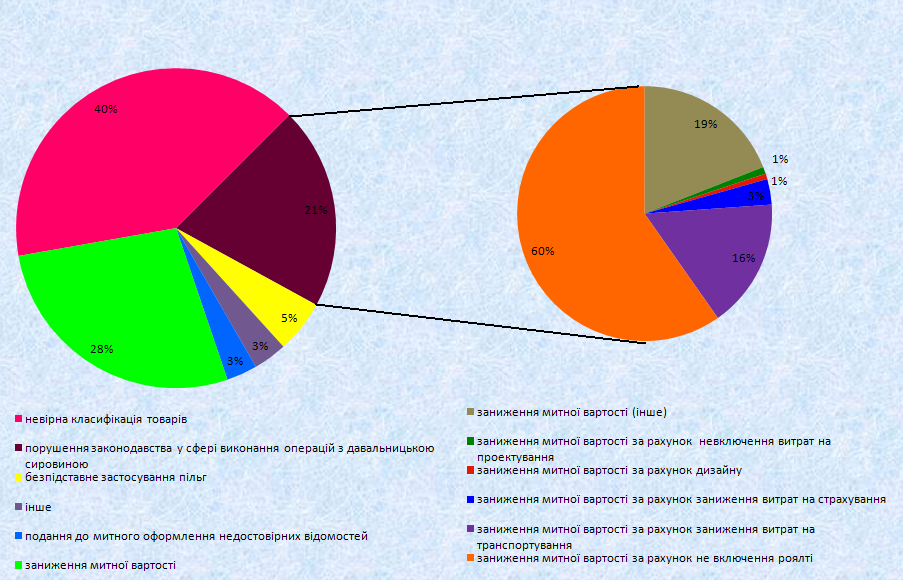 40%
21%
5%
3%
3%
28%
19%
1%
1%
3%
16%
60%
невірна класифікація товарів
порушення законодавства у сфері виконання операцій з давальницькою
сировиною
безпідставне застосування пільг
інше
подання до митного оформлення недостовірних відомостей
заниження митної вартості
заниження митної вартості (інше)
заниження митної вартості за рахунок невключення витрат на
проектування
заниження митної вартості за рахунок дизайну
заниження митної вартості за рахунок заниження витрат на страхування
заниження митної вартості за рахунок заниження витрат на
транспортування
заниження митної вартості за рахунок не включення роялті